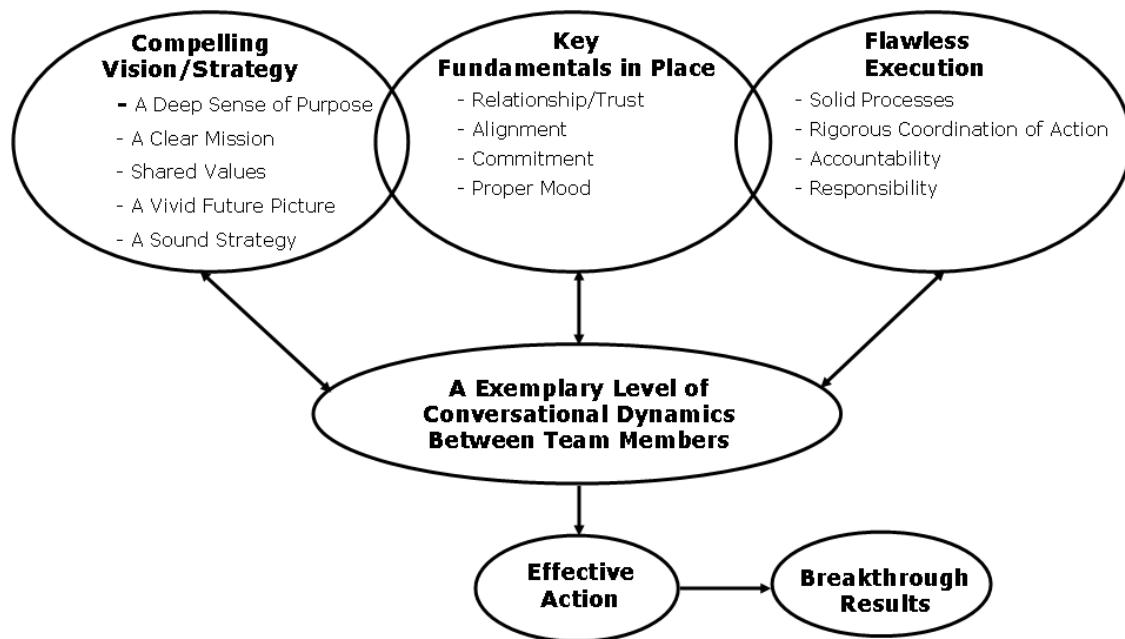 Compelling
Vision/Strategy
- A Deep Sense of Purpose
- A Clear Mission
- Shared Values
- A Vivid Future Picture
- A Sound Strategy
Key
Fundamentals in Place
- Relationship/Trust
- Alignment
- Commitment
- Proper Mood
Flawless
Execution
- Solid Processes
- Rigorous Coordination of Action
- Accountability
- Responsibility
A Exemplary Level of
Conversational Dynamics
Between Team Members
Effective
Action
Breakthrough
Results